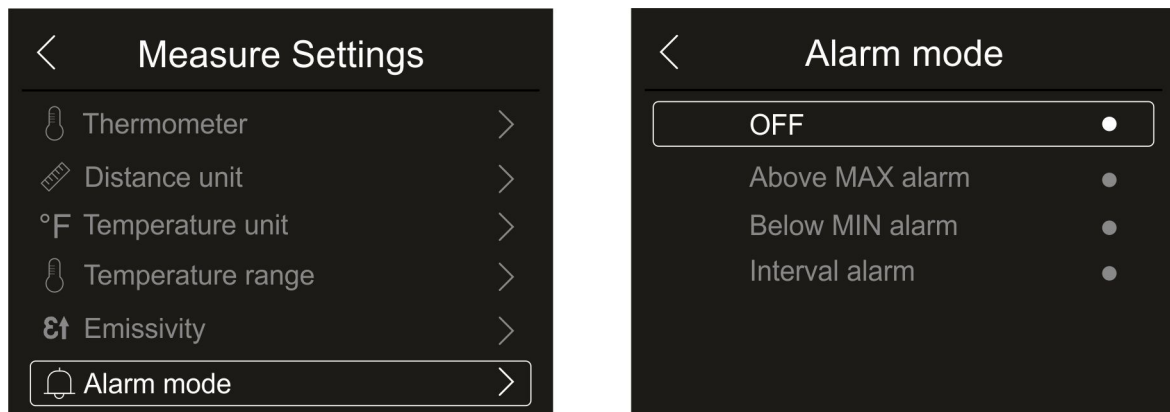 Measure Settings
Thermometer
Distance unit
°F Temperature unit
Temperature range
ε↑ Emissivity
Alarm mode
Alarm mode
OFF
Above MAX alarm
Below MIN alarm
Interval alarm